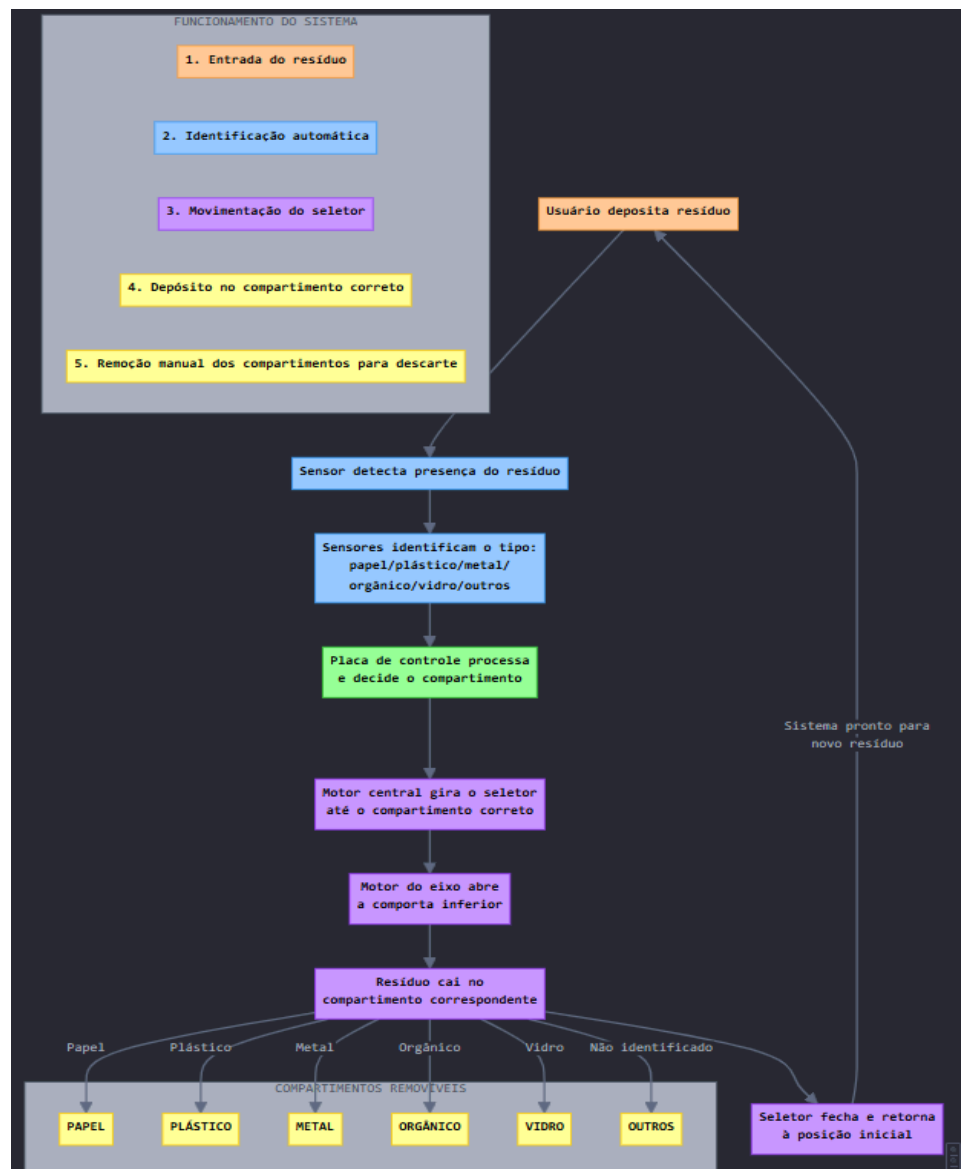 FUNCIONAMENTO DO SISTEMA
1. Entrada do resíduo
2. Identificação automática
3. Movimentação do seletor
4. Depósito no compartimento correto
5. Remoção manual dos compartimentos para descarte
Usuário deposita resíduo
Sensor detecta presença do resíduo
Sensores identificam o tipo:
papel/plástico/metal/
orgânico/vidro/outros
Placa de controle processa
e decide o compartimento
Sistema pronto para
novo resíduo
Motor central gira o seletor
até o compartimento correto
Motor do eixo abre
a comporta inferior
Resíduo cai no
compartimento correspondente
Papel
Plástico
Metal
Orgânico
Vidro
Não identificado
COMPARTIMENTOS REMOVÍVEIS
PAPEL
PLÁSTICO
METAL
ORGÂNICO
VIDRO
OUTROS
Seletor fecha e retorna
à posição inicial